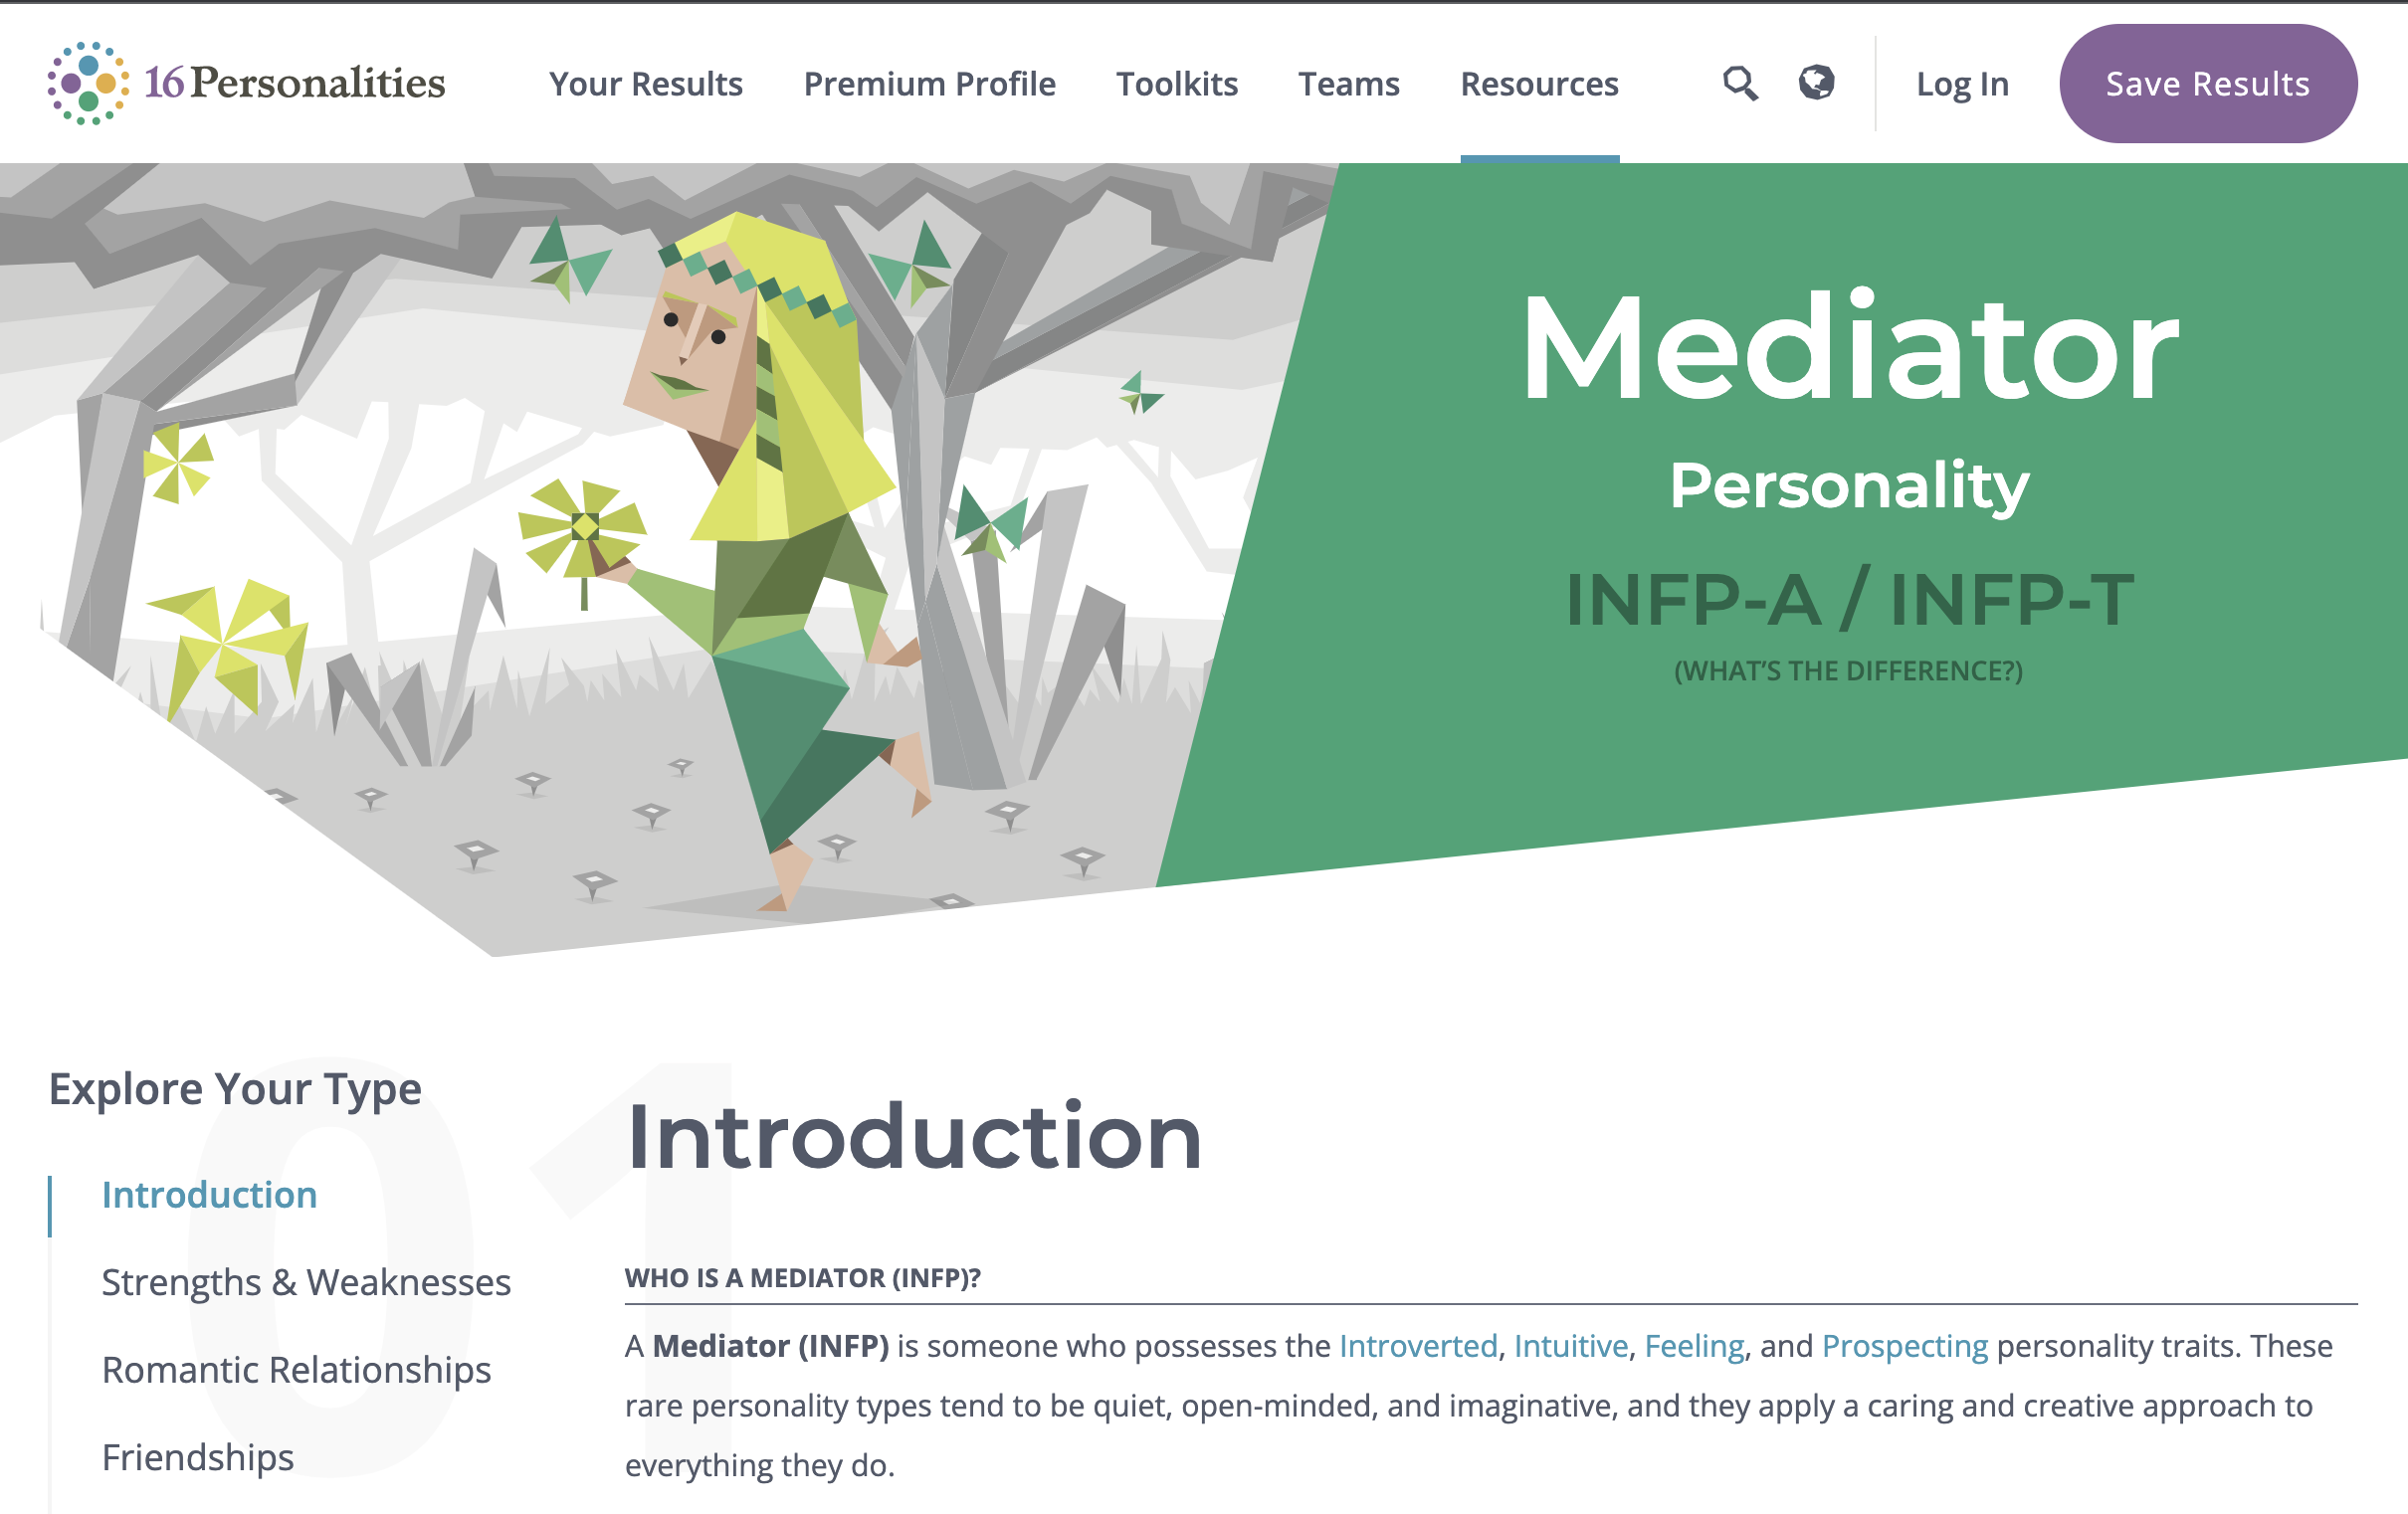 16Personalities
Your Results
Premium Profile
Toolkits
Teams
Resources
Log In
Save Results
Mediator
Personality
INFP-A / INFP-T
(WHAT'S THE DIFFERENCE?)
01
Explore Your Type
Introduction
Strengths & Weaknesses
Romantic Relationships
Friendships
Introduction
WHO IS A MEDIATOR (INFP)?
A Mediator (INFP) is someone who possesses the Introverted, Intuitive, Feeling, and Prospecting personality traits. These
rare personality types tend to be quiet, open-minded, and imaginative, and they apply a caring and creative approach to
everything they do.